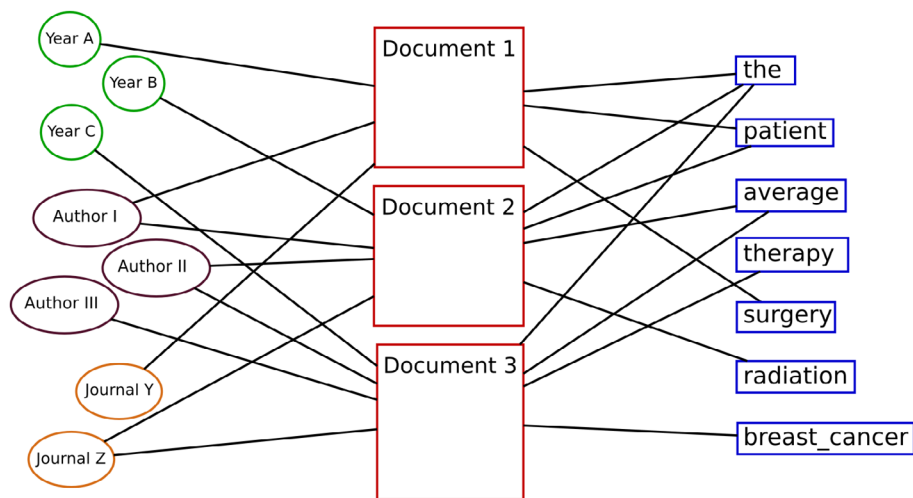 Year A
Year B
Year C
Author I
Author II
Author III
Journal Y
Journal Z
Document 1
Document 2
Document 3
the
patient
average
therapy
surgery
radiation
breast_cancer